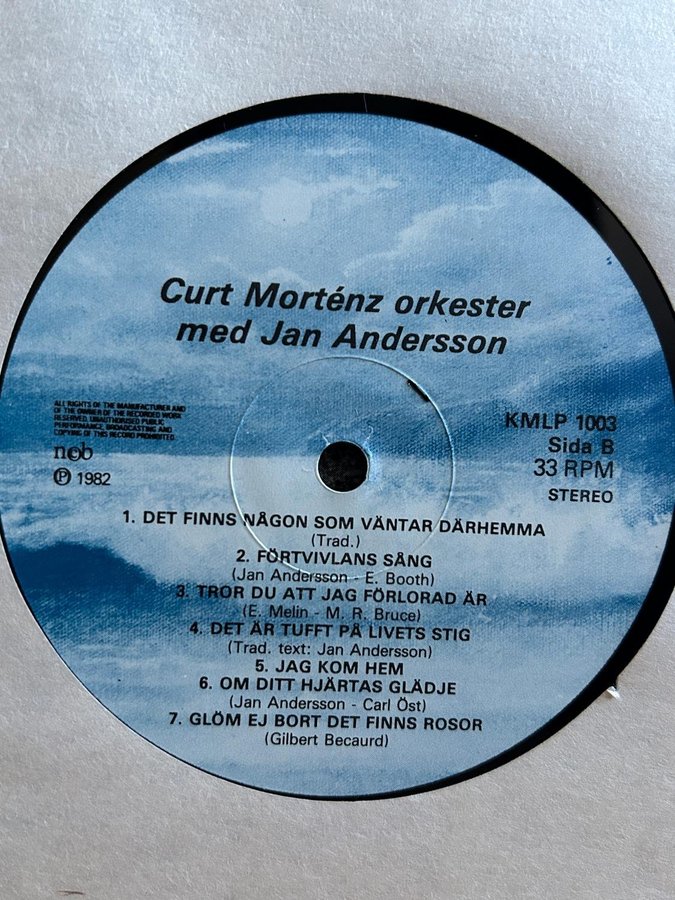 Curt Morténz orkester
med Jan Andersson
ALL RIGHTS OF THE MANUFACTURER AND
OF THE OWNER OF THE RECORDED WORK
RESERVED. UNAUTHORISED PUBLIC
PERFORMANCE, BROADCASTING AND
COPYING OF THIS RECORD PROHIBITED
ncb
Ⓟ 1982
KMLP 1003
Sida B
33 RPM
STEREO
1. DET FINNS NÅGON SOM VÄNTAR DÄRHEMMA
(Trad.)
2. FÖRTVIVLANS SÅNG
(Jan Andersson - E. Booth)
3. TROR DU ATT JAG FÖRLORAD ÄR
(E. Melin - M. R. Bruce)
4. DET ÄR TUFFT PÅ LIVETS STIG
(Trad. text: Jan Andersson)
5. JAG KOM HEM
6. OM DITT HJÄRTAS GLÄDJE
(Jan Andersson - Carl Öst)
7. GLÖM EJ BORT DET FINNS ROSOR
(Gilbert Becaurd)